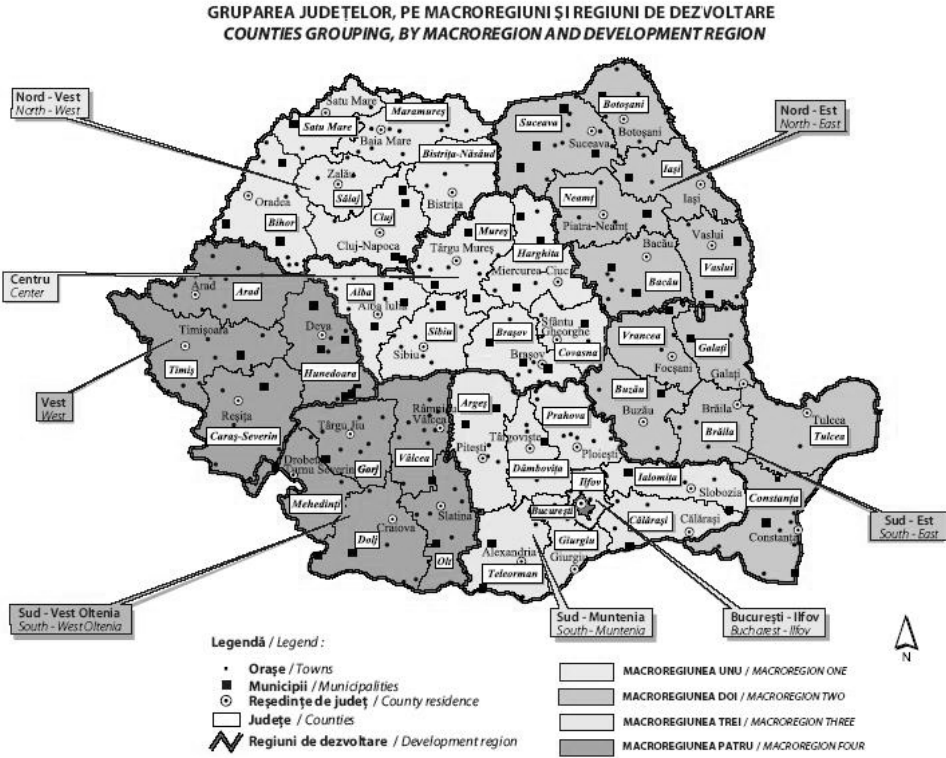 GRUPAREA JUDEȚELOR, PE MACROREGIUNI ȘI REGIUNI DE DEZVOLTARE
COUNTIES GROUPING, BY MACROREGION AND DEVELOPMENT REGION
Nord - Vest
North - West
Satu Mare
Satu Mare
Maramureș
Baia Mare
Bistrița-Năsăud
Suceava
Suceava
Botoșani
Botoșani
Nord - Est
North - East
Iași
Iași
Zalău
Sălaj
Oradea
Bihor
Cluj
Cluj-Napoca
Bistrița
Neamț
Piatra-Neamț
Mureș
Târgu Mureș
Harghita
Miercurea-Ciuc
Bacău
Bacău
Vaslui
Vaslui
Centru
Center
Arad
Arad
Alba
Alba Iulia
Sibiu
Sibiu
Brașov
Brașov
Sfântu
Gheorghe
Covasna
Vrancea
Focșani
Galați
Galați
Timișoara
Timiș
Deva
Hunedoara
Vest
West
Reșița
Caraș-Severin
Târgu Jiu
Gorj
Râmnicu
Vâlcea
Vâlcea
Argeș
Pitești
Prahova
Ploiești
Târgoviște
Dâmbovița
Buzău
Buzău
Brăila
Brăila
Tulcea
Tulcea
Drobeta
Turnu Severin
Mehedinți
Craiova
Dolj
Slatina
Olt
Ilfov
București
Ialomița
Slobozia
Călărași
Călărași
Constanța
Constanța
Alexandria
Teleorman
Giurgiu
Giurgiu
Sud - Est
South - East
Sud - Vest Oltenia
South - West Oltenia
Sud - Muntenia
South - Muntenia
București - Ilfov
Bucharest - Ilfov
N
Legendă / Legend :
Orașe / Towns
Municipii / Municipalities
Reședințe de județ / County residence
Județe / Counties
Regiuni de dezvoltare / Development region
MACROREGIUNEA UNU / MACROREGION ONE
MACROREGIUNEA DOI / MACROREGION TWO
MACROREGIUNEA TREI / MACROREGION THREE
MACROREGIUNEA PATRU / MACROREGION FOUR